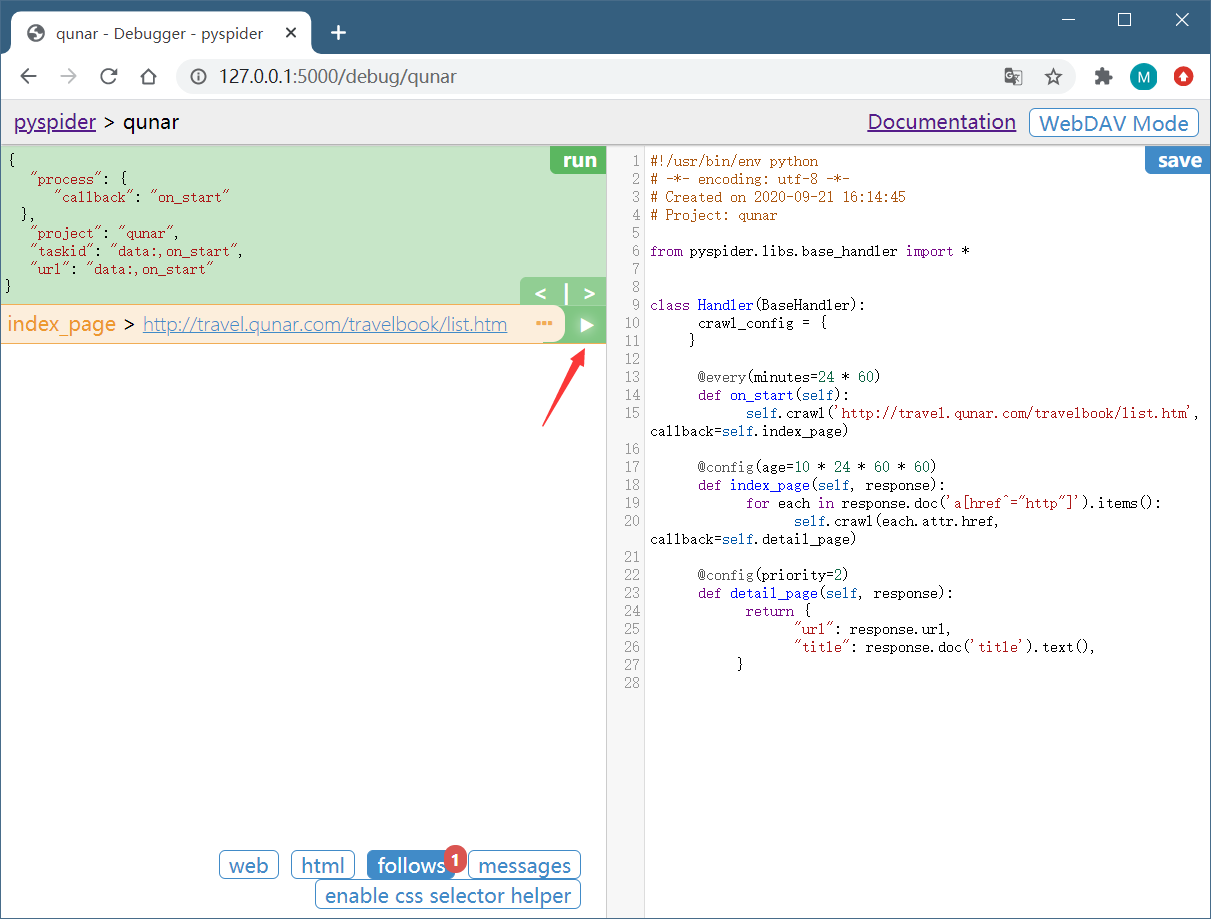 qunar - Debugger - pyspider
127.0.0.1:5000/debug/qunar
M
pyspider > qunar
Documentation
WebDAV Mode
{
"process": {
"callback": "on_start"
},
"project": "qunar",
"taskid": "data:,on_start",
"url": "data:,on_start"
}
run
< | >
index_page > http://travel.qunar.com/travelbook/list.htm
web
html
follows
1
messages
enable css selector helper
save
1 #!/usr/bin/env python
2 # -*- encoding: utf-8 -*-
3 # Created on 2020-09-21 16:14:45
4 # Project: qunar
5
6 from pyspider.libs.base_handler import *
7
8
9 class Handler(BaseHandler):
10 crawl_config = {
11 }
12
13 @every(minutes=24 * 60)
14 def on_start(self):
15 self.crawl('http://travel.qunar.com/travelbook/list.htm',
callback=self.index_page)
16
17 @config(age=10 * 24 * 60 * 60)
18 def index_page(self, response):
19 for each in response.doc('a[href^="http"]').items():
20 self.crawl(each.attr.href,
callback=self.detail_page)
21
22 @config(priority=2)
23 def detail_page(self, response):
24 return {
25 "url": response.url,
26 "title": response.doc('title').text(),
27 }
28